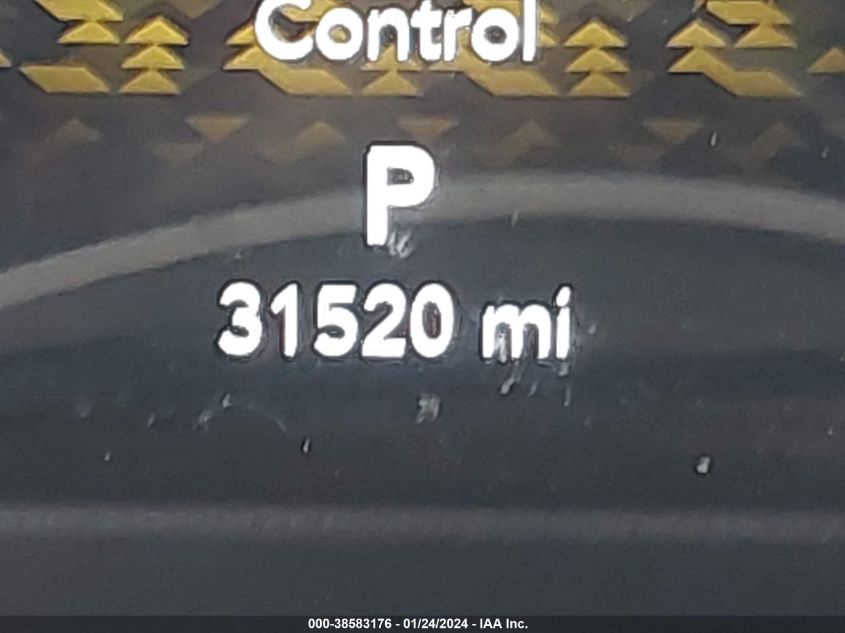 Control
P
31520 mi
000-38583176 - 01/24/2024 - IAA Inc.